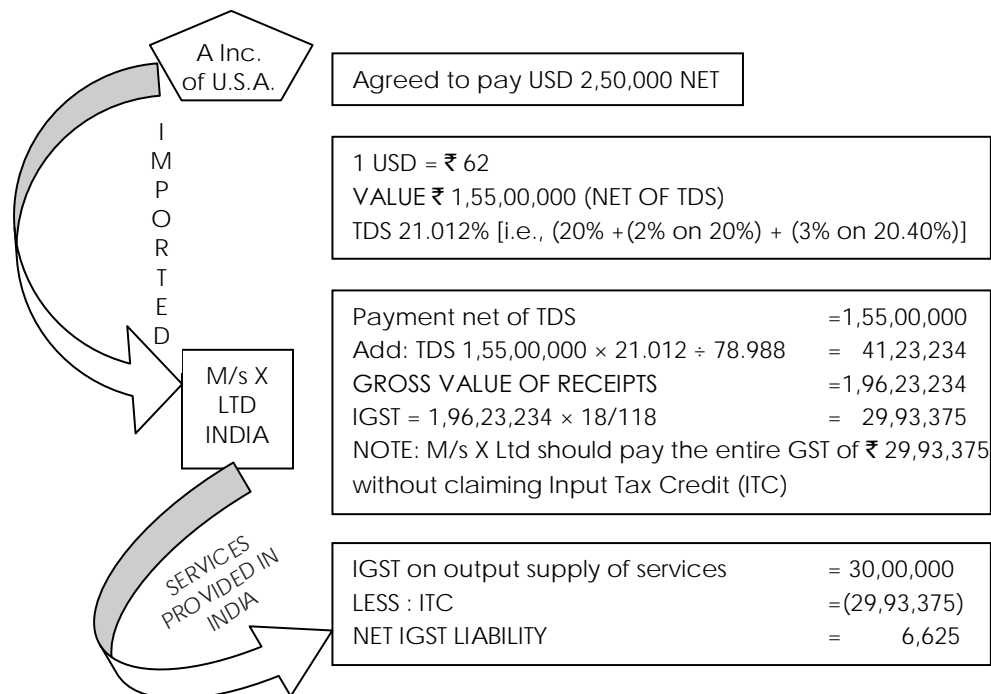 A Inc.
of U.S.A.
Agreed to pay USD 2,50,000 NET
I
M
P
O
R
T
E
D
1 USD = ₹ 62
VALUE ₹ 1,55,00,000 (NET OF TDS)
TDS 21.012% [i.e., (20% +(2% on 20%) + (3% on 20.40%)]
M/s X
LTD
INDIA
Payment net of TDS =1,55,00,000
Add: TDS 1,55,00,000 × 21.012 ÷ 78.988 = 41,23,234
GROSS VALUE OF RECEIPTS =1,96,23,234
IGST = 1,96,23,234 × 18/118 = 29,93,375
NOTE: M/s X Ltd should pay the entire GST of ₹ 29,93,375
without claiming Input Tax Credit (ITC)
SERVICES
PROVIDED IN
INDIA
IGST on output supply of services = 30,00,000
LESS : ITC =(29,93,375)
NET IGST LIABILITY = 6,625